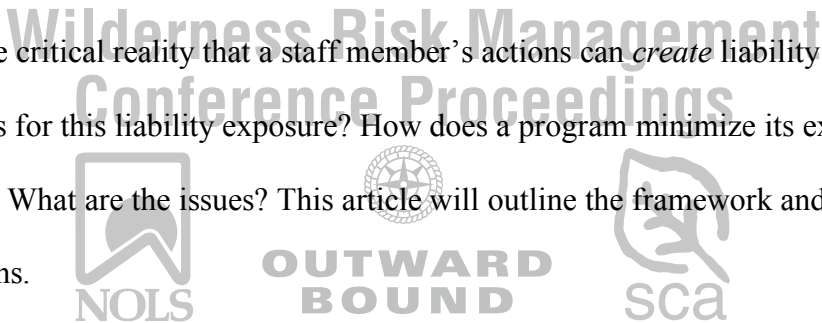 Wilderness Risk Management
e critical reality that a staff member's actions can create liability
Conference Proceedings
s for this liability exposure? How does a program minimize its ex
What are the issues? This article will outline the framework and
ns.
OUTWARD
BOUND
NOLS
sca